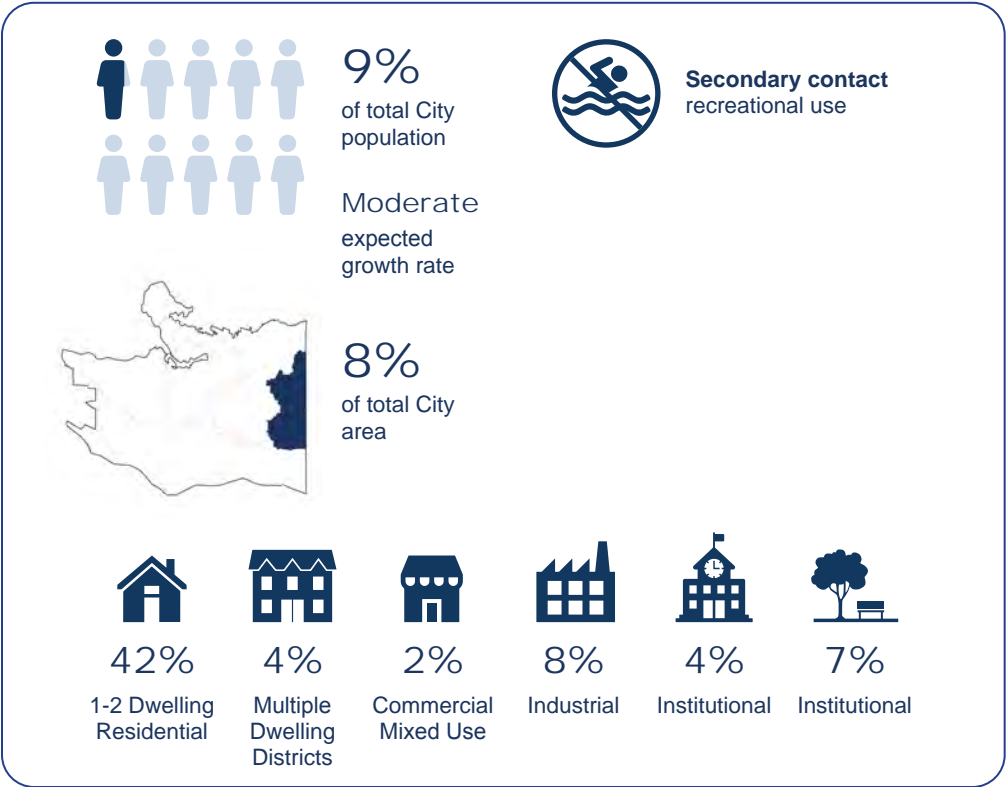 9%
of total City
population
Secondary contact
recreational use
Moderate
expected
growth rate
8%
of total City
area
42%
1-2 Dwelling
Residential
4%
Multiple
Dwelling
Districts
2%
Commercial
Mixed Use
8%
Industrial
4%
Institutional
7%
Institutional